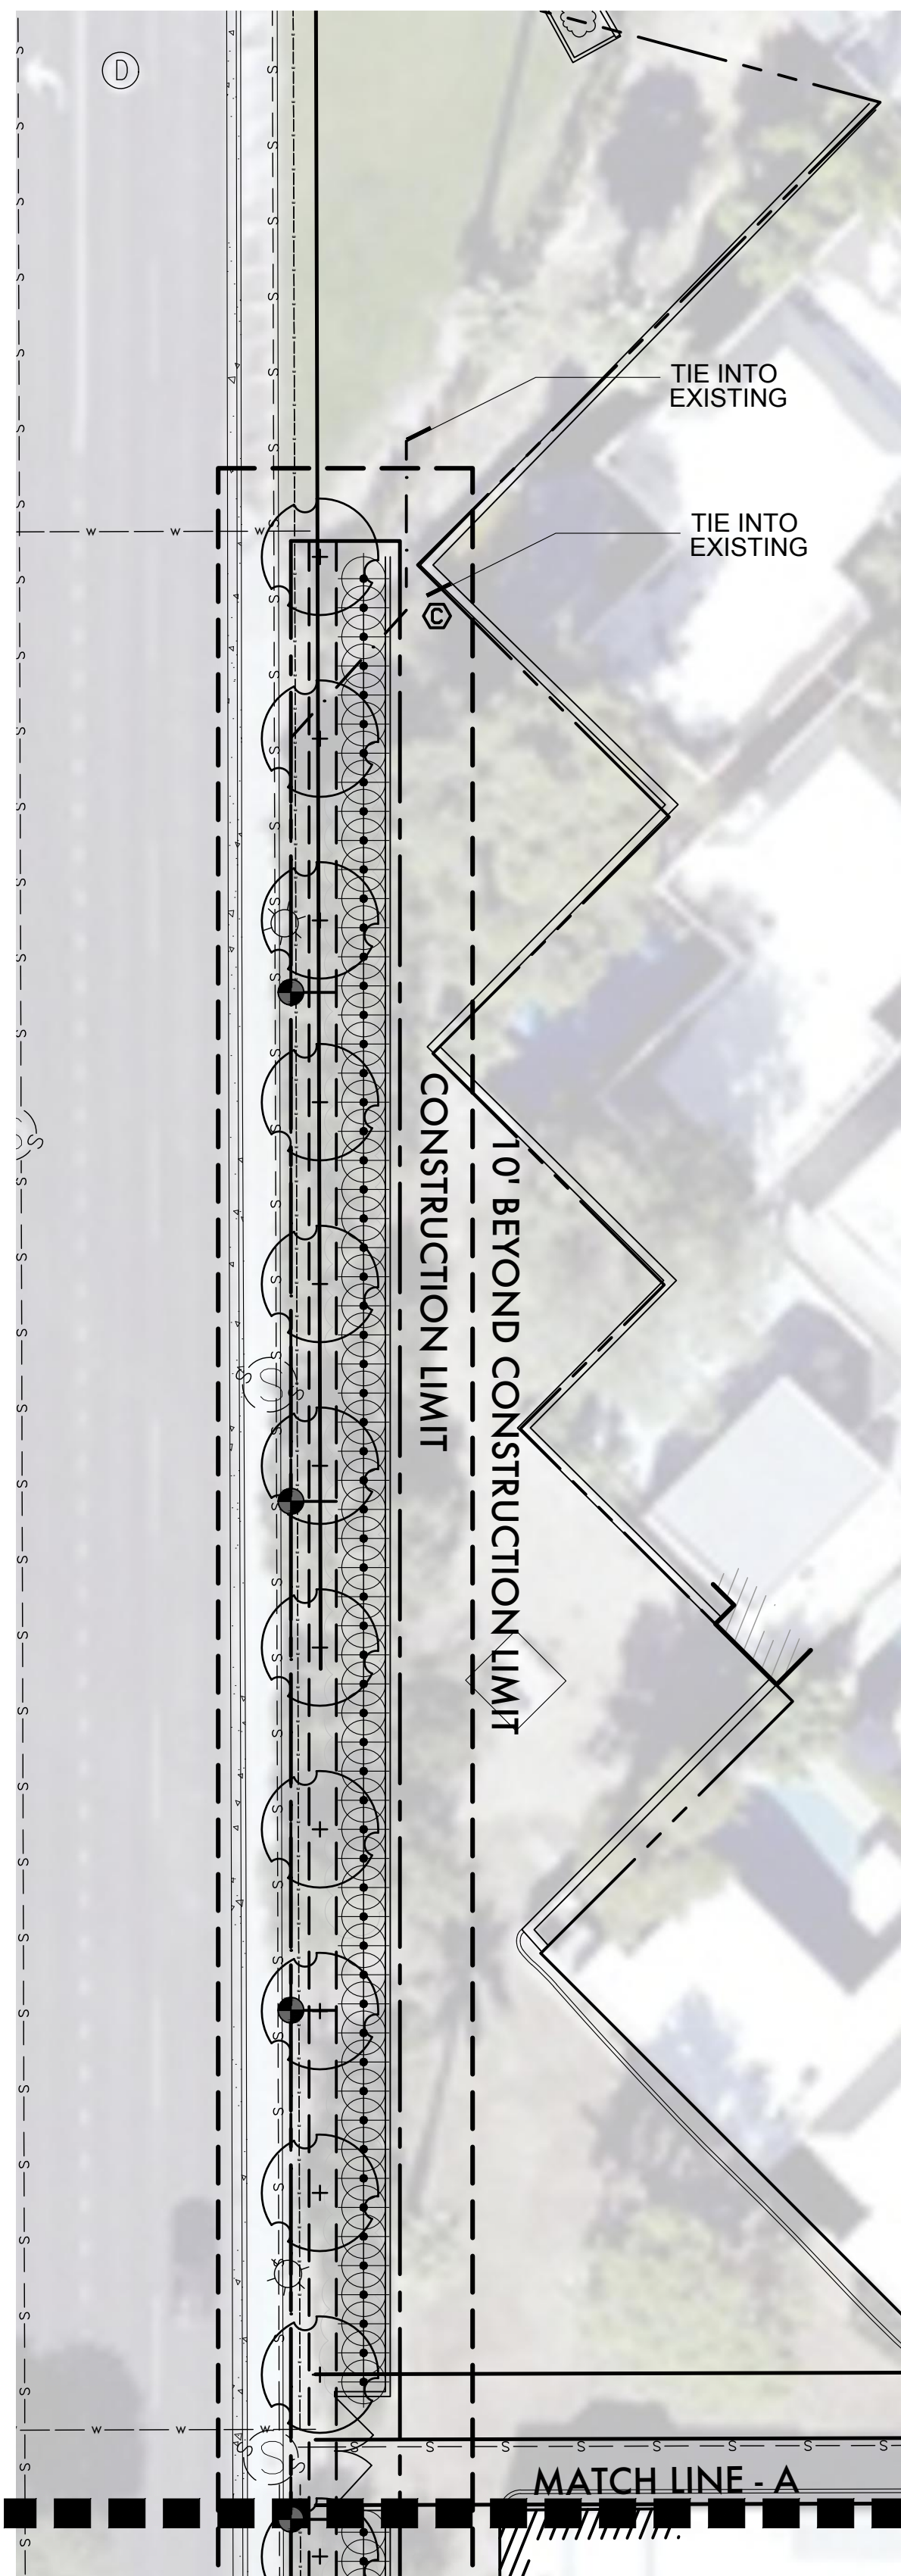 D
TIE INTO
EXISTING
TIE INTO
EXISTING
C
CONSTRUCTION LIMIT
10' BEYOND CONSTRUCTION LIMIT
MATCH LINE - A